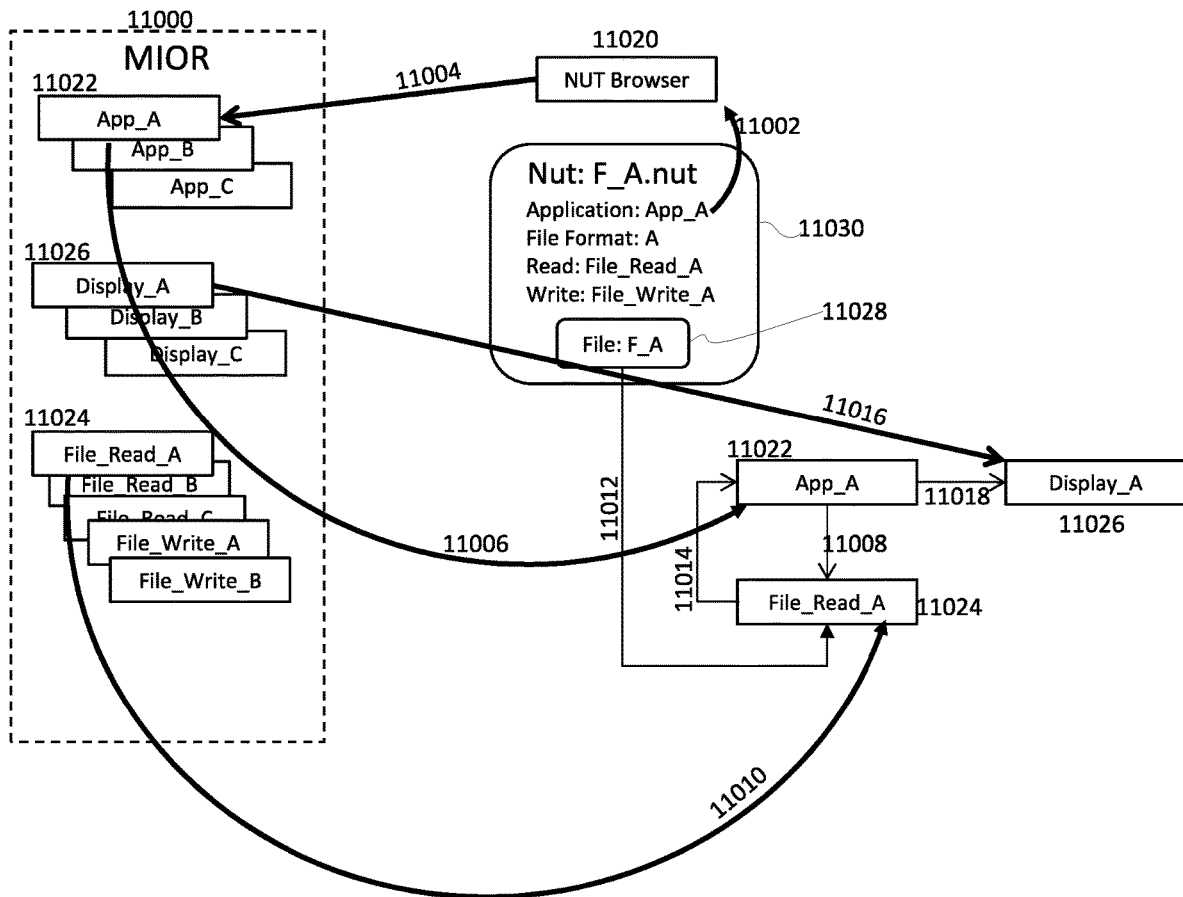 11000
MIOR
11022
App_A
App_B
App_C
11026
Display_A
Display_B
Display_C
11024
File_Read_A
File_Read_B
File_Read_C
File_Write_A
File_Write_B
11004
11020
NUT Browser
11002
Nut: F_A.nut
Application: App_A
File Format: A
Read: File_Read_A
Write: File_Write_A
File: F_A
11030
11028
11016
11012
11006
11022
App_A
11018
Display_A
11026
11014
11008
File_Read_A
11024
11010